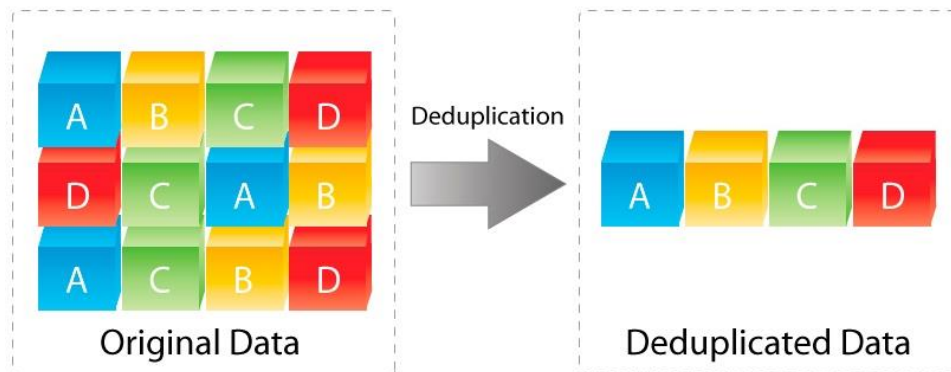 A B C D
D C A B
A C B D
Original Data
Deduplication
A B C D
Deduplicated Data